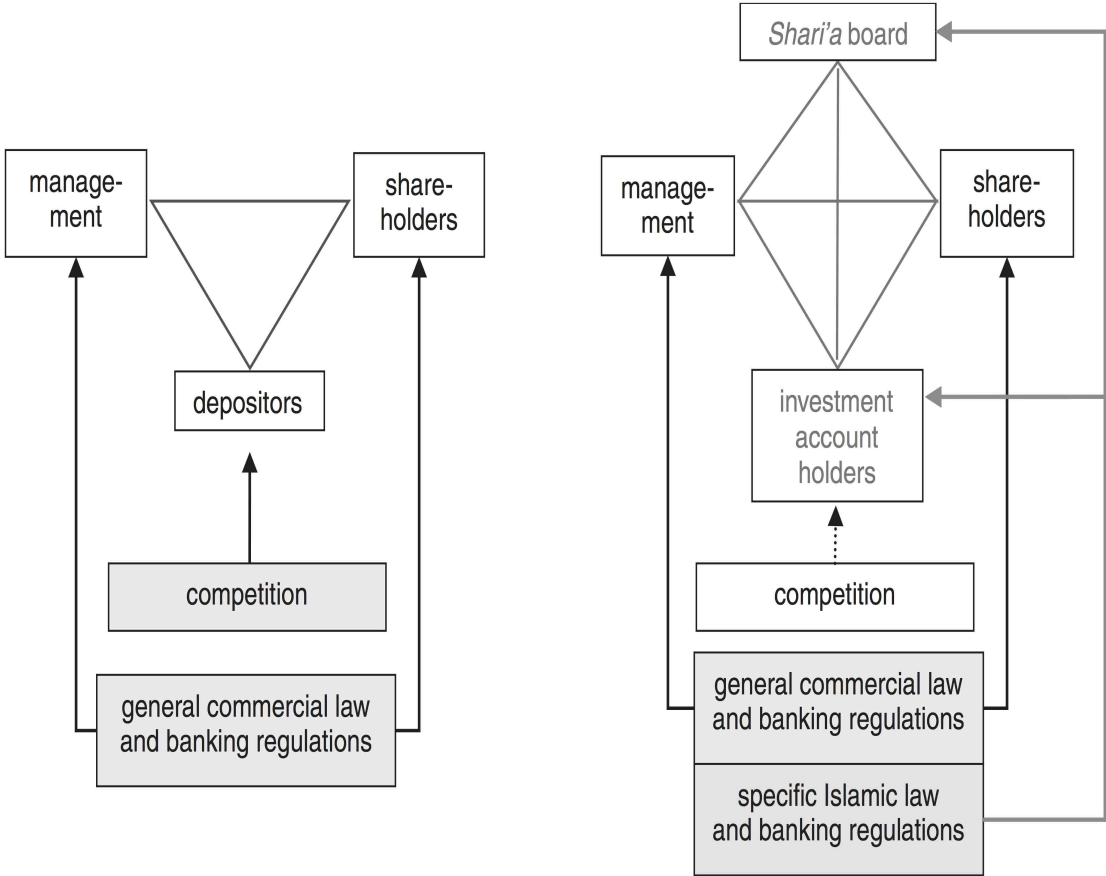 manage-
ment
share-
holders
depositors
competition
general commercial law
and banking regulations
Shari'a board
manage-
ment
share-
holders
investment
account
holders
competition
general commercial law
and banking regulations
specific Islamic law
and banking regulations